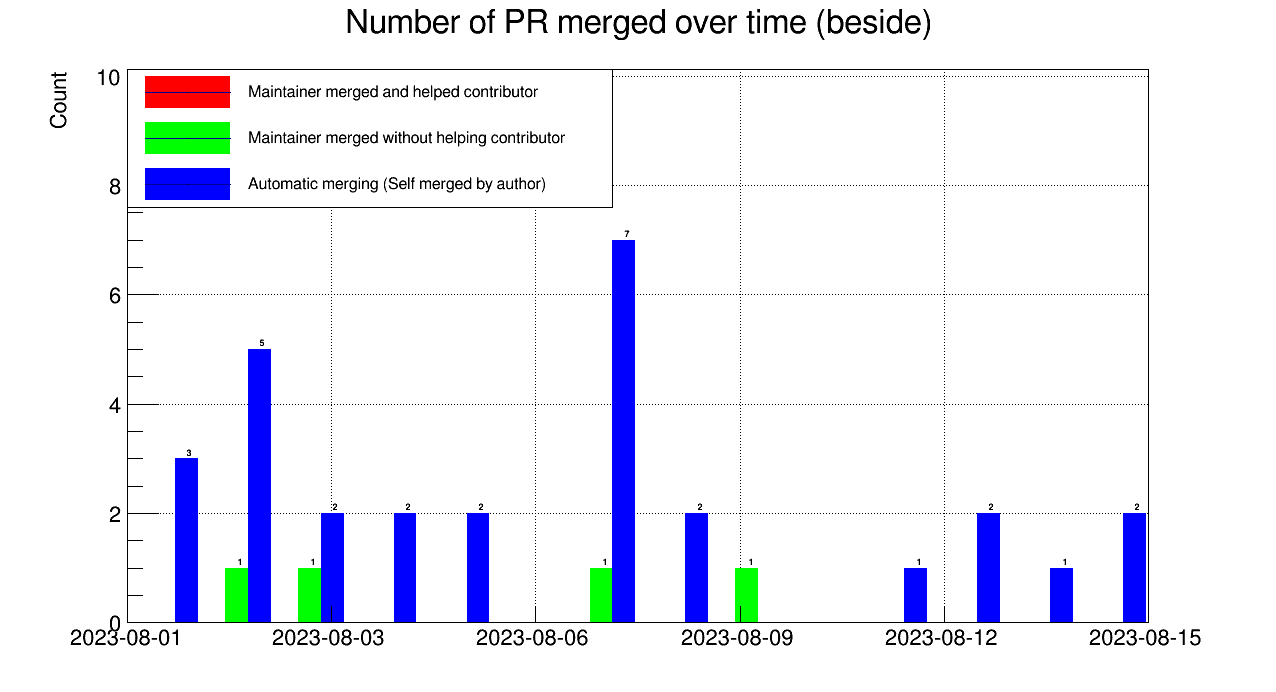 Number of PR merged over time (beside)
Count
10
Maintainer merged and helped contributor
Maintainer merged without helping contributor
8
Automatic merging (Self merged by author)
7
6
5
4
3
2 2 2 2 2 2
2
1 1 1 1 1 1
0
2023-08-01 2023-08-03 2023-08-06 2023-08-09 2023-08-12 2023-08-15